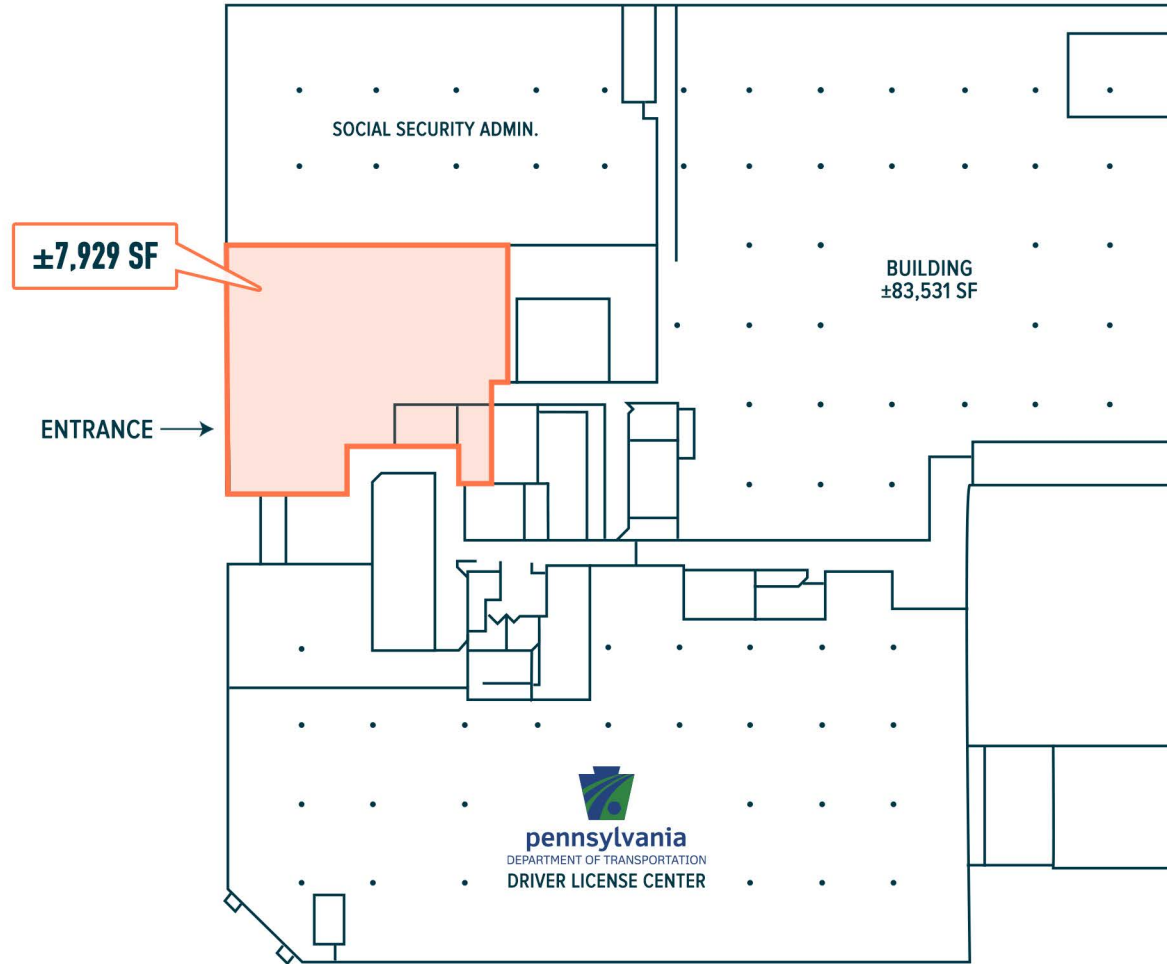 SOCIAL SECURITY ADMIN.
±7,929 SF
BUILDING
±83,531 SF
ENTRANCE
pennsylvania
DEPARTMENT OF TRANSPORTATION
DRIVER LICENSE CENTER